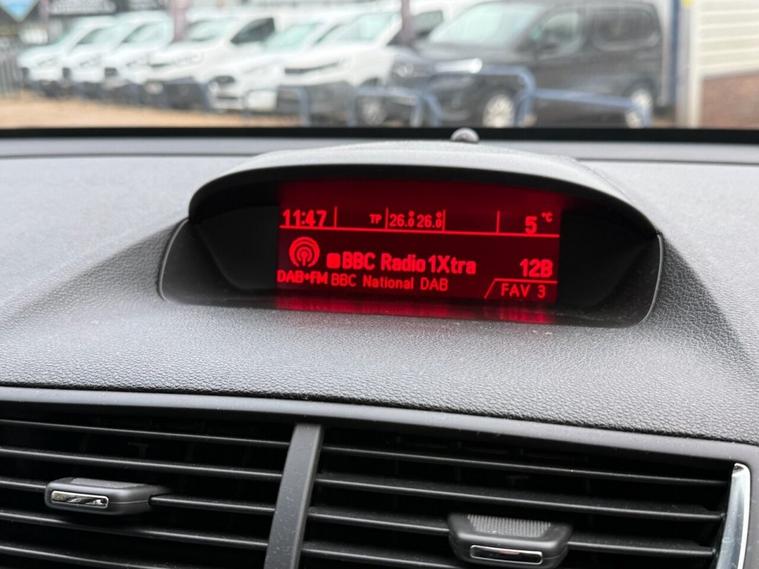 11:47 TP 26.0°C 26.0°C 5 °C
BBC Radio 1Xtra 12B
DAB+FM BBC National DAB FAV 3